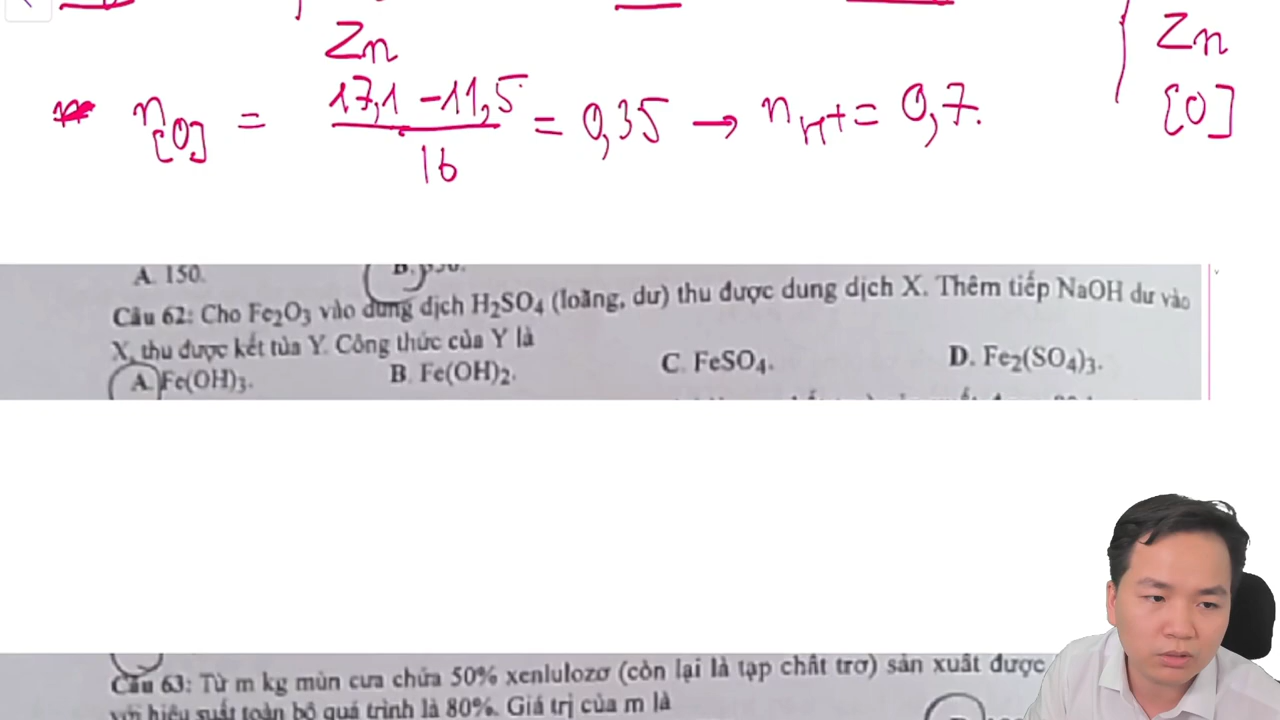 Zn
n[O] = (17,1 - 11,5)/16 = 0,35 → nH+ = 0,7.
Zn
[O]
A. 150.
Câu 62: Cho Fe2O3 vào dung dịch H2SO4 (loãng, dư) thu được dung dịch X. Thêm tiếp NaOH dư vào
X, thu được kết tủa Y. Công thức của Y là
A. Fe(OH)3. B. Fe(OH)2. C. FeSO4. D. Fe2(SO4)3.
Câu 63: Từ m kg mùn cưa chứa 50% xenlulozơ (còn lại là tạp chất trơ) sản xuất được
với hiệu suất toàn bộ quá trình là 80%. Giá trị của m là